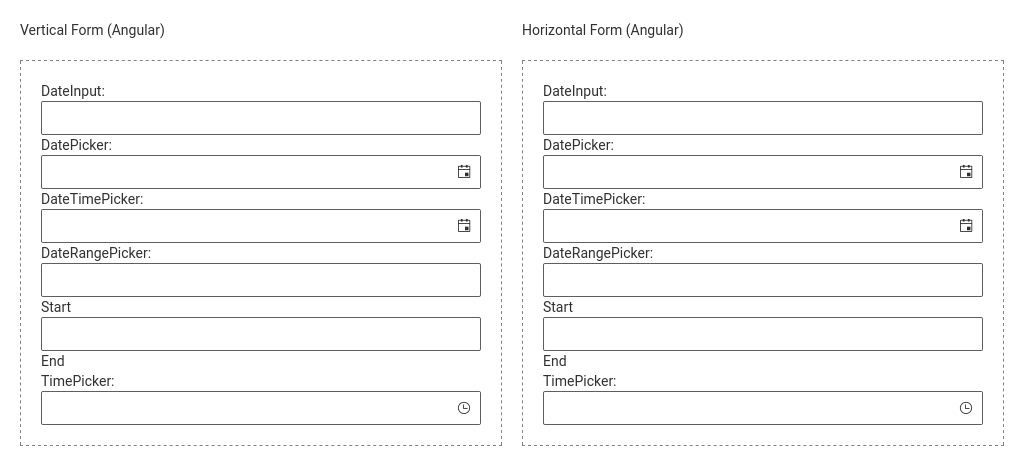 Vertical Form (Angular)
DateInput:
DatePicker:
DateTimePicker:
DateRangePicker:
Start
End
TimePicker:
Horizontal Form (Angular)
DateInput:
DatePicker:
DateTimePicker:
DateRangePicker:
Start
End
TimePicker: